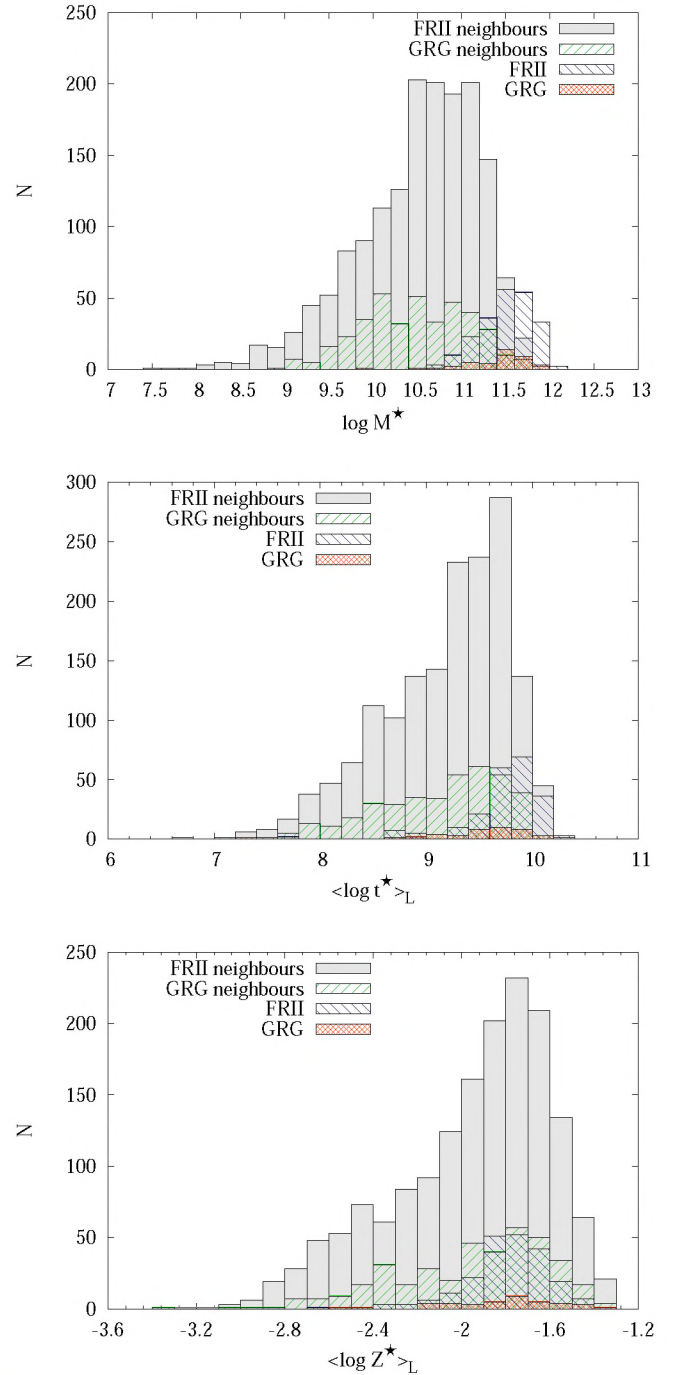 250
200
150
100
50
0
N
FRII neighbours
GRG neighbours
FRII
GRG
7 7.5 8 8.5 9 9.5 10 10.5 11 11.5 12 12.5 13
log M★
300
250
200
150
100
50
0
N
FRII neighbours
GRG neighbours
FRII
GRG
6 7 8 9 10 11
<log t★>L
250
200
150
100
50
0
N
FRII neighbours
GRG neighbours
FRII
GRG
-3.6 -3.2 -2.8 -2.4 -2 -1.6 -1.2
<log Z★>L